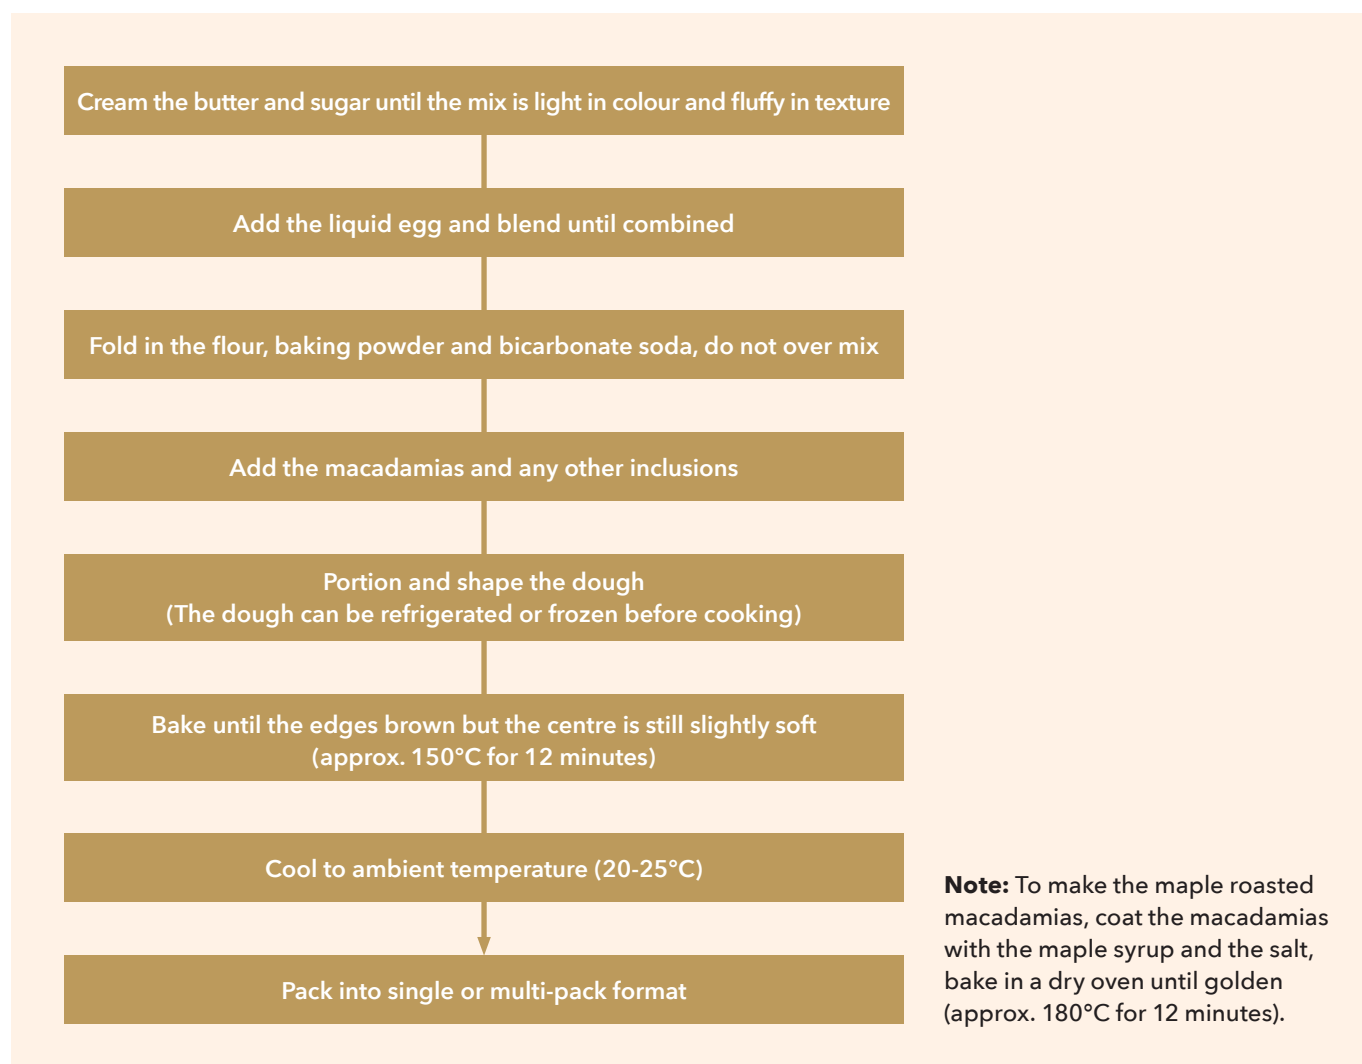 Cream the butter and sugar until the mix is light in colour and fluffy in texture
Add the liquid egg and blend until combined
Fold in the flour, baking powder and bicarbonate soda, do not over mix
Add the macadamias and any other inclusions
Portion and shape the dough
(The dough can be refrigerated or frozen before cooking)
Bake until the edges brown but the centre is still slightly soft
(approx. 150°C for 12 minutes)
Cool to ambient temperature (20-25°C)
Pack into single or multi-pack format
Note: To make the maple roasted
macadamias, coat the macadamias
with the maple syrup and the salt,
bake in a dry oven until golden
(approx. 180°C for 12 minutes).